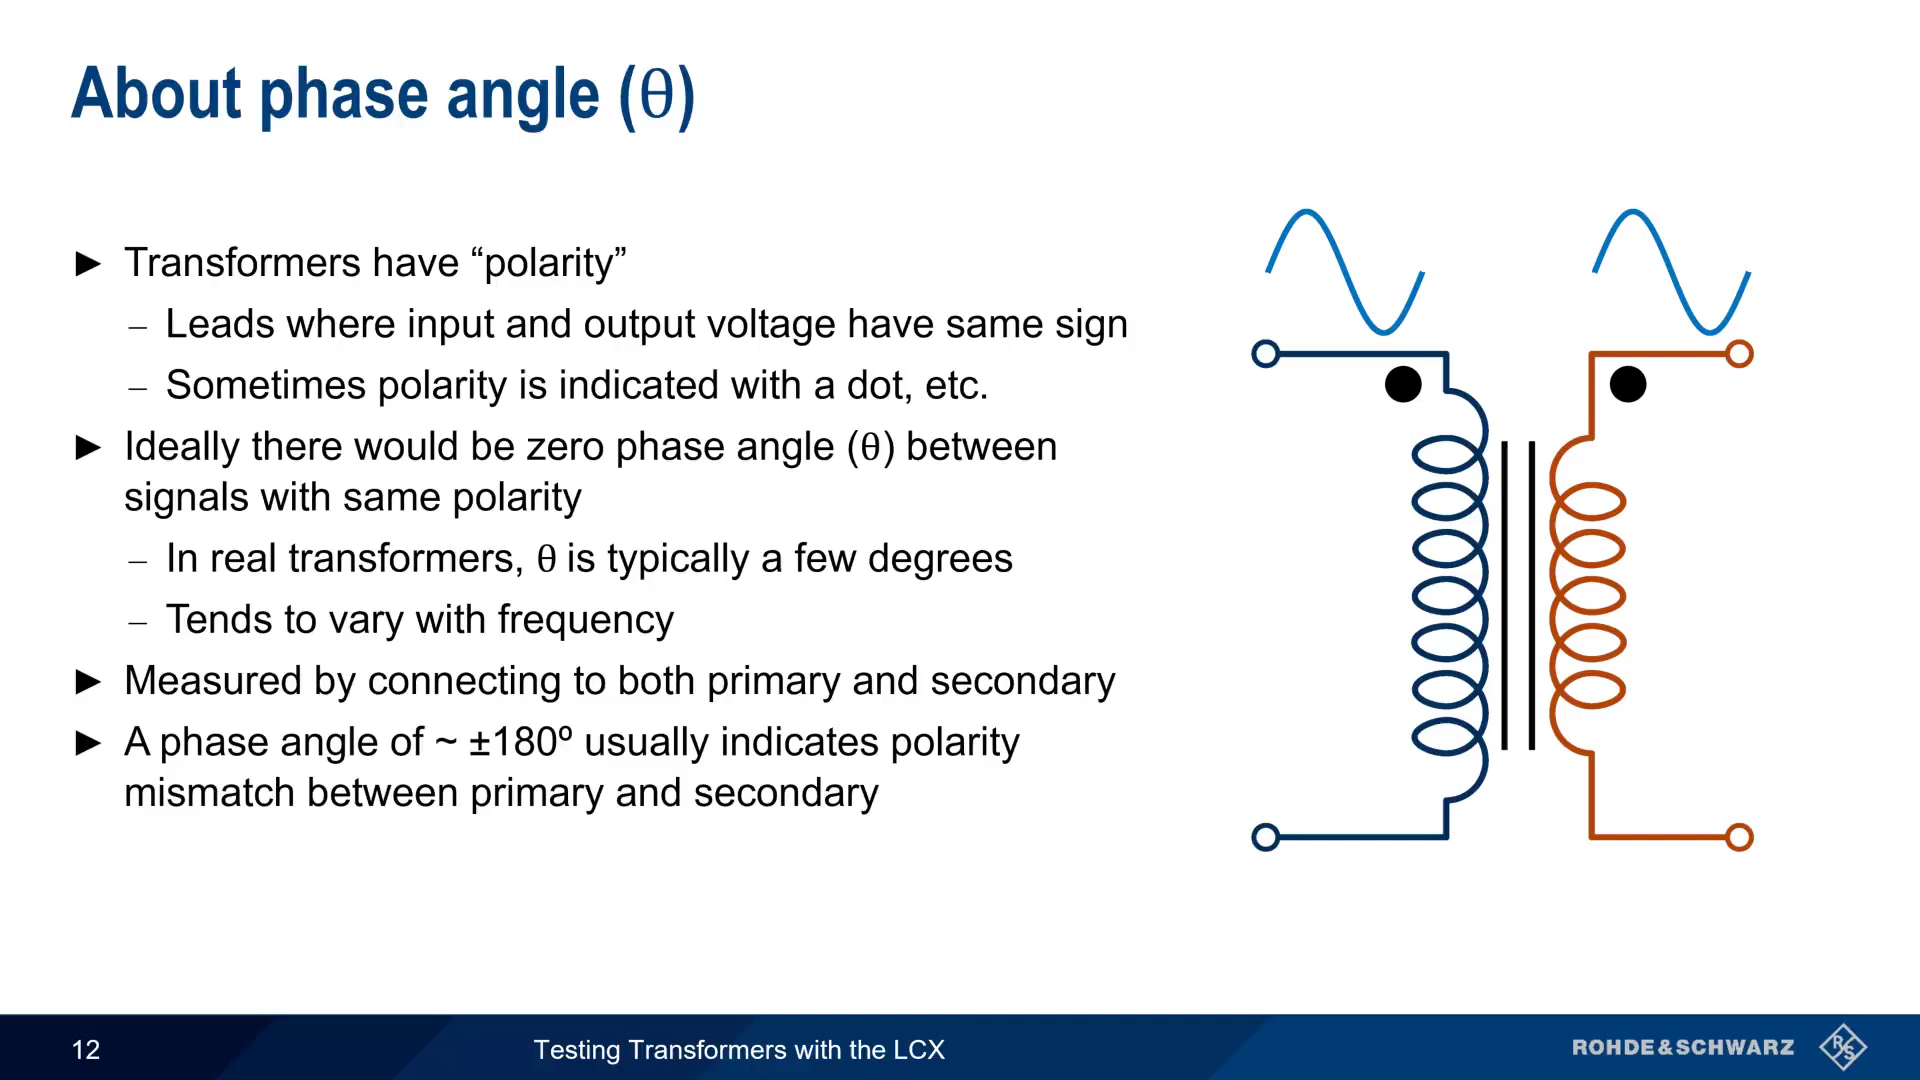 About phase angle (θ)
► Transformers have “polarity”
– Leads where input and output voltage have same sign
– Sometimes polarity is indicated with a dot, etc.
► Ideally there would be zero phase angle (θ) between
signals with same polarity
– In real transformers, θ is typically a few degrees
– Tends to vary with frequency
► Measured by connecting to both primary and secondary
► A phase angle of ~ ±180º usually indicates polarity
mismatch between primary and secondary
12
Testing Transformers with the LCX
ROHDE&SCHWARZ
R&S